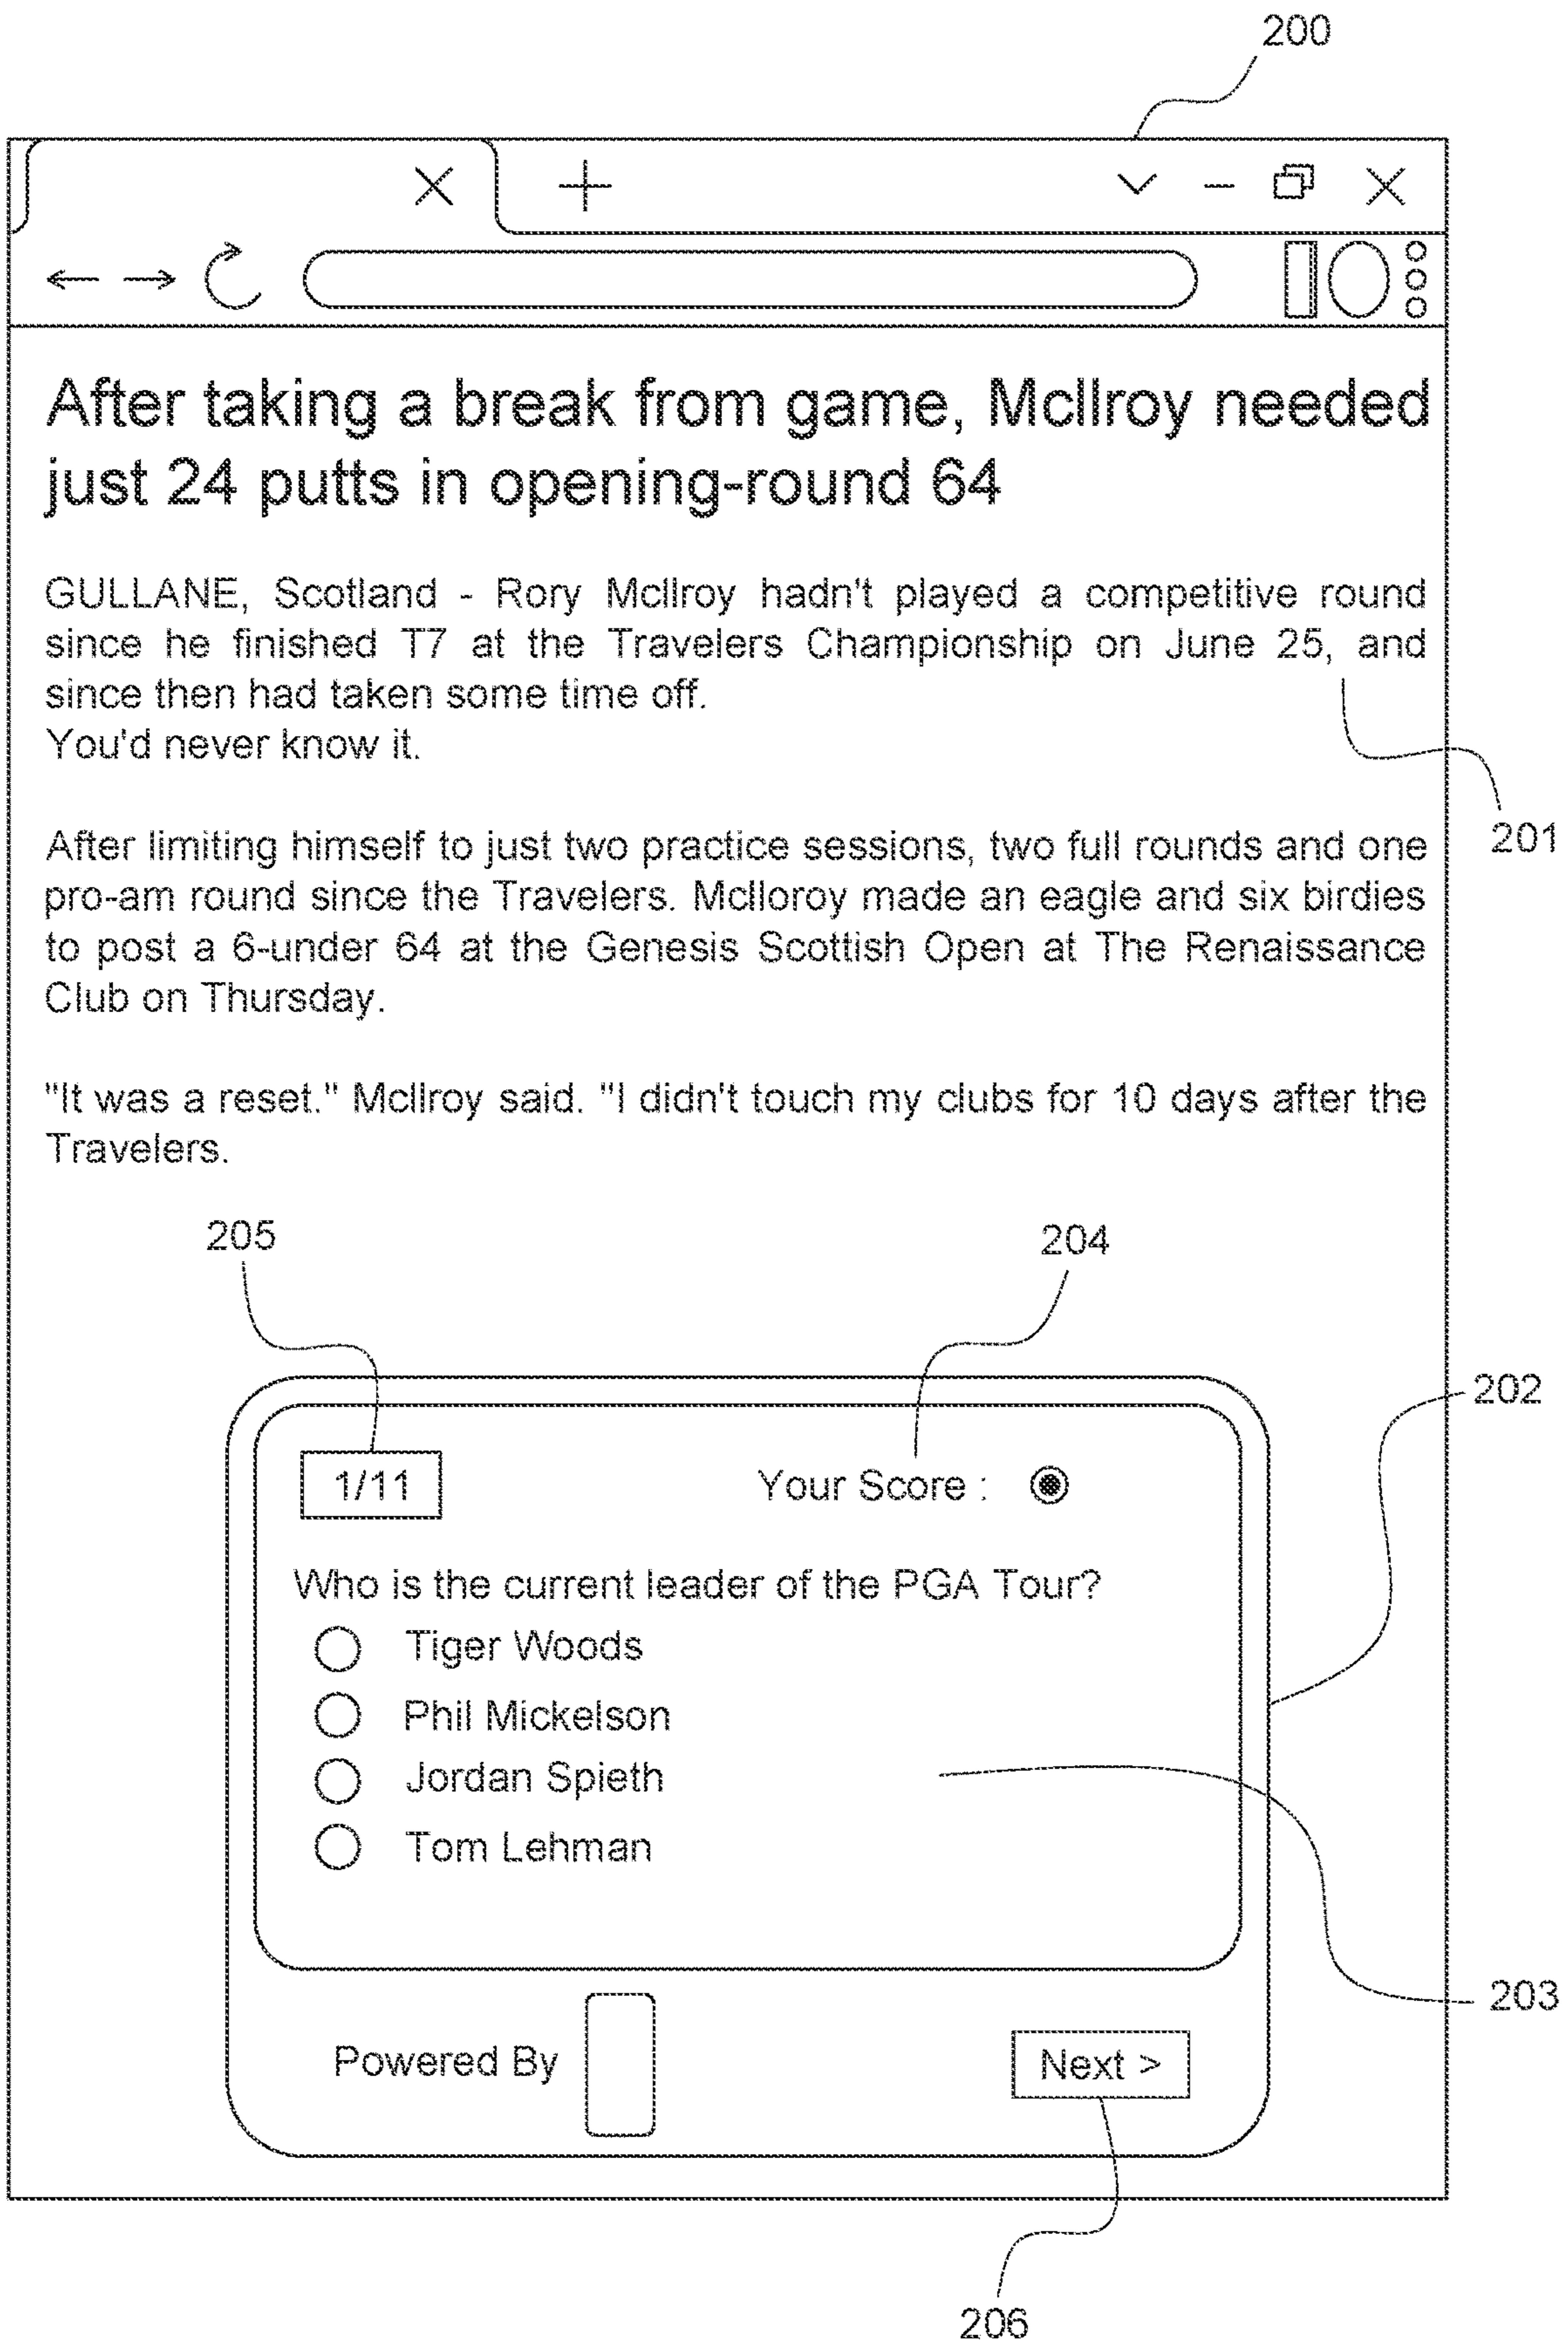 200
After taking a break from game, McIlroy needed
just 24 putts in opening-round 64
GULLANE, Scotland - Rory McIlroy hadn't played a competitive round
since he finished T7 at the Travelers Championship on June 25, and
since then had taken some time off.
You'd never know it.
201
After limiting himself to just two practice sessions, two full rounds and one
pro-am round since the Travelers. McIloroy made an eagle and six birdies
to post a 6-under 64 at the Genesis Scottish Open at The Renaissance
Club on Thursday.
"It was a reset." McIlroy said. "I didn't touch my clubs for 10 days after the
Travelers.
205
204
202
1/11
Your Score :
Who is the current leader of the PGA Tour?
Tiger Woods
Phil Mickelson
Jordan Spieth
Tom Lehman
203
Powered By
Next >
206